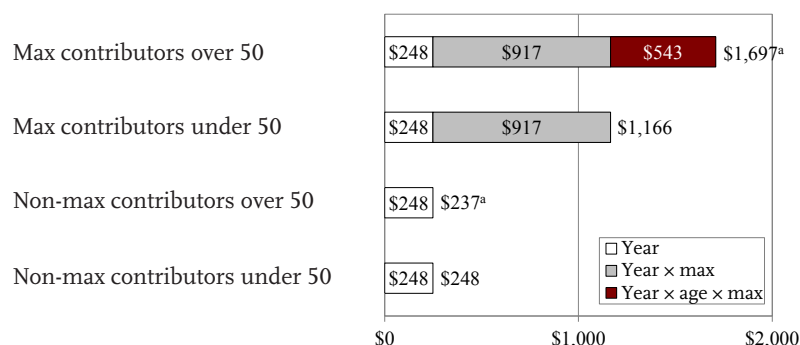 Max contributors over 50 $248 $917 $543 $1,697ᵃ
Max contributors under 50 $248 $917 $1,166
Non-max contributors over 50 $248 $237ᵃ
Non-max contributors under 50 $248 $248
Year
Year × max
Year × age × max
$0 $1,000 $2,000